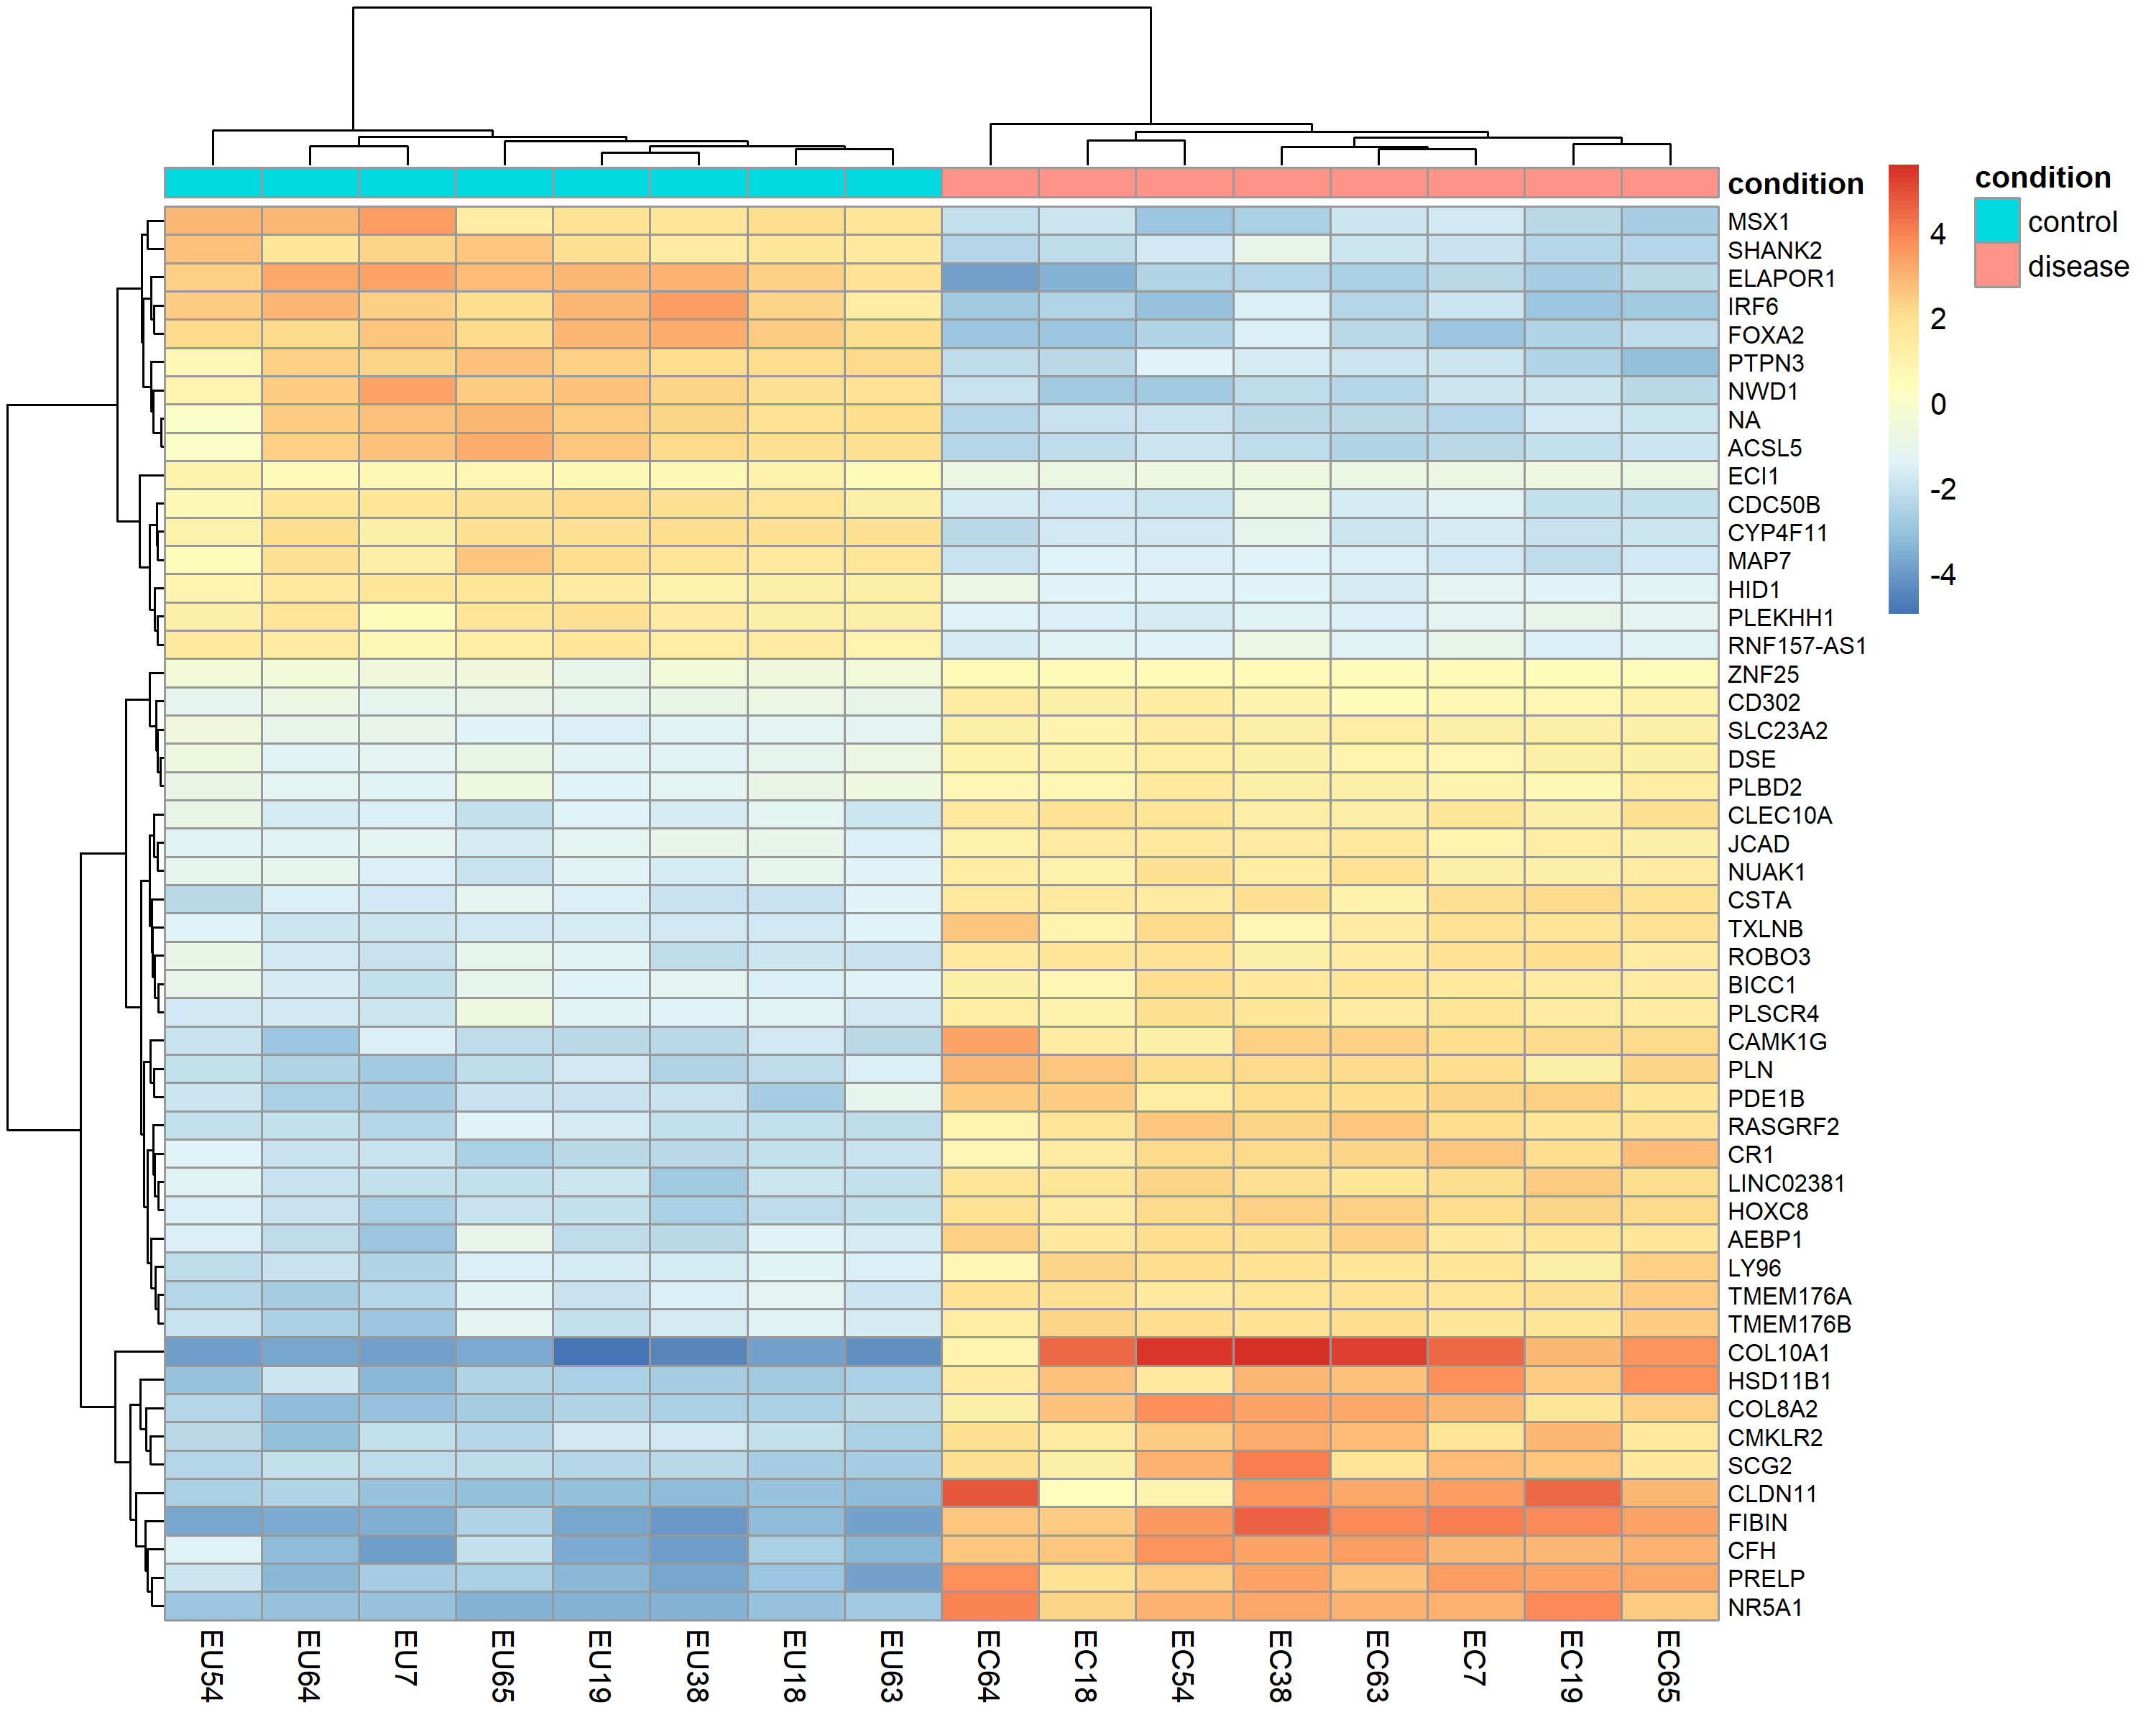 condition
MSX1
SHANK2
ELAPOR1
IRF6
FOXA2
PTPN3
NWD1
NA
ACSL5
ECI1
CDC50B
CYP4F11
MAP7
HID1
PLEKHH1
RNF157-AS1
ZNF25
CD302
SLC23A2
DSE
PLBD2
CLEC10A
JCAD
NUAK1
CSTA
TXLNB
ROBO3
BICC1
PLSCR4
CAMK1G
PLN
PDE1B
RASGRF2
CR1
LINC02381
HOXC8
AEBP1
LY96
TMEM176A
TMEM176B
COL10A1
HSD11B1
COL8A2
CMKLR2
SCG2
CLDN11
FIBIN
CFH
PRELP
NR5A1
EU54
EU64
EU7
EU65
EU19
EU38
EU18
EU63
EC64
EC18
EC54
EC38
EC63
EC7
EC19
EC65
4
2
0
-2
-4
condition
control
disease